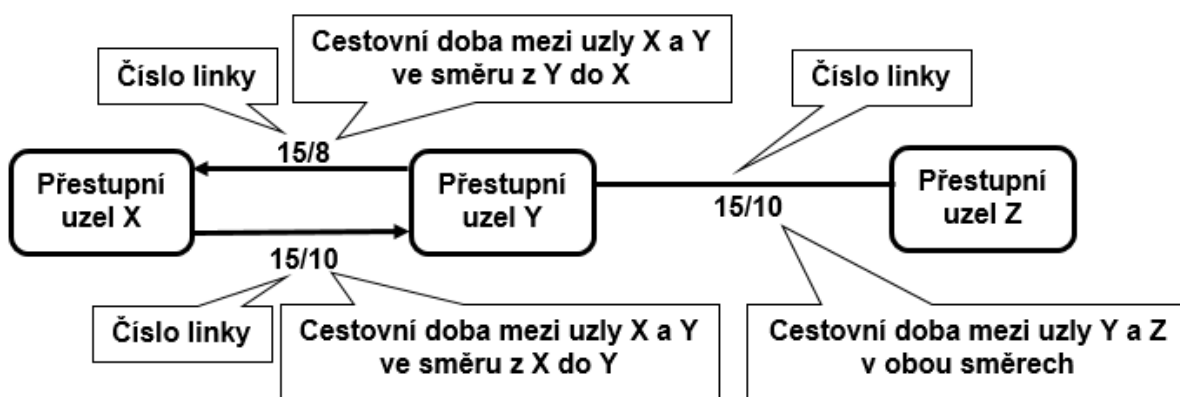 Číslo linky
Cestovní doba mezi uzly X a Y
ve směru z Y do X
Číslo linky
15/8
Přestupní
uzel X
Přestupní
uzel Y
Přestupní
uzel Z
15/10
15/10
Číslo linky
Cestovní doba mezi uzly X a Y
ve směru z X do Y
Cestovní doba mezi uzly Y a Z
v obou směrech